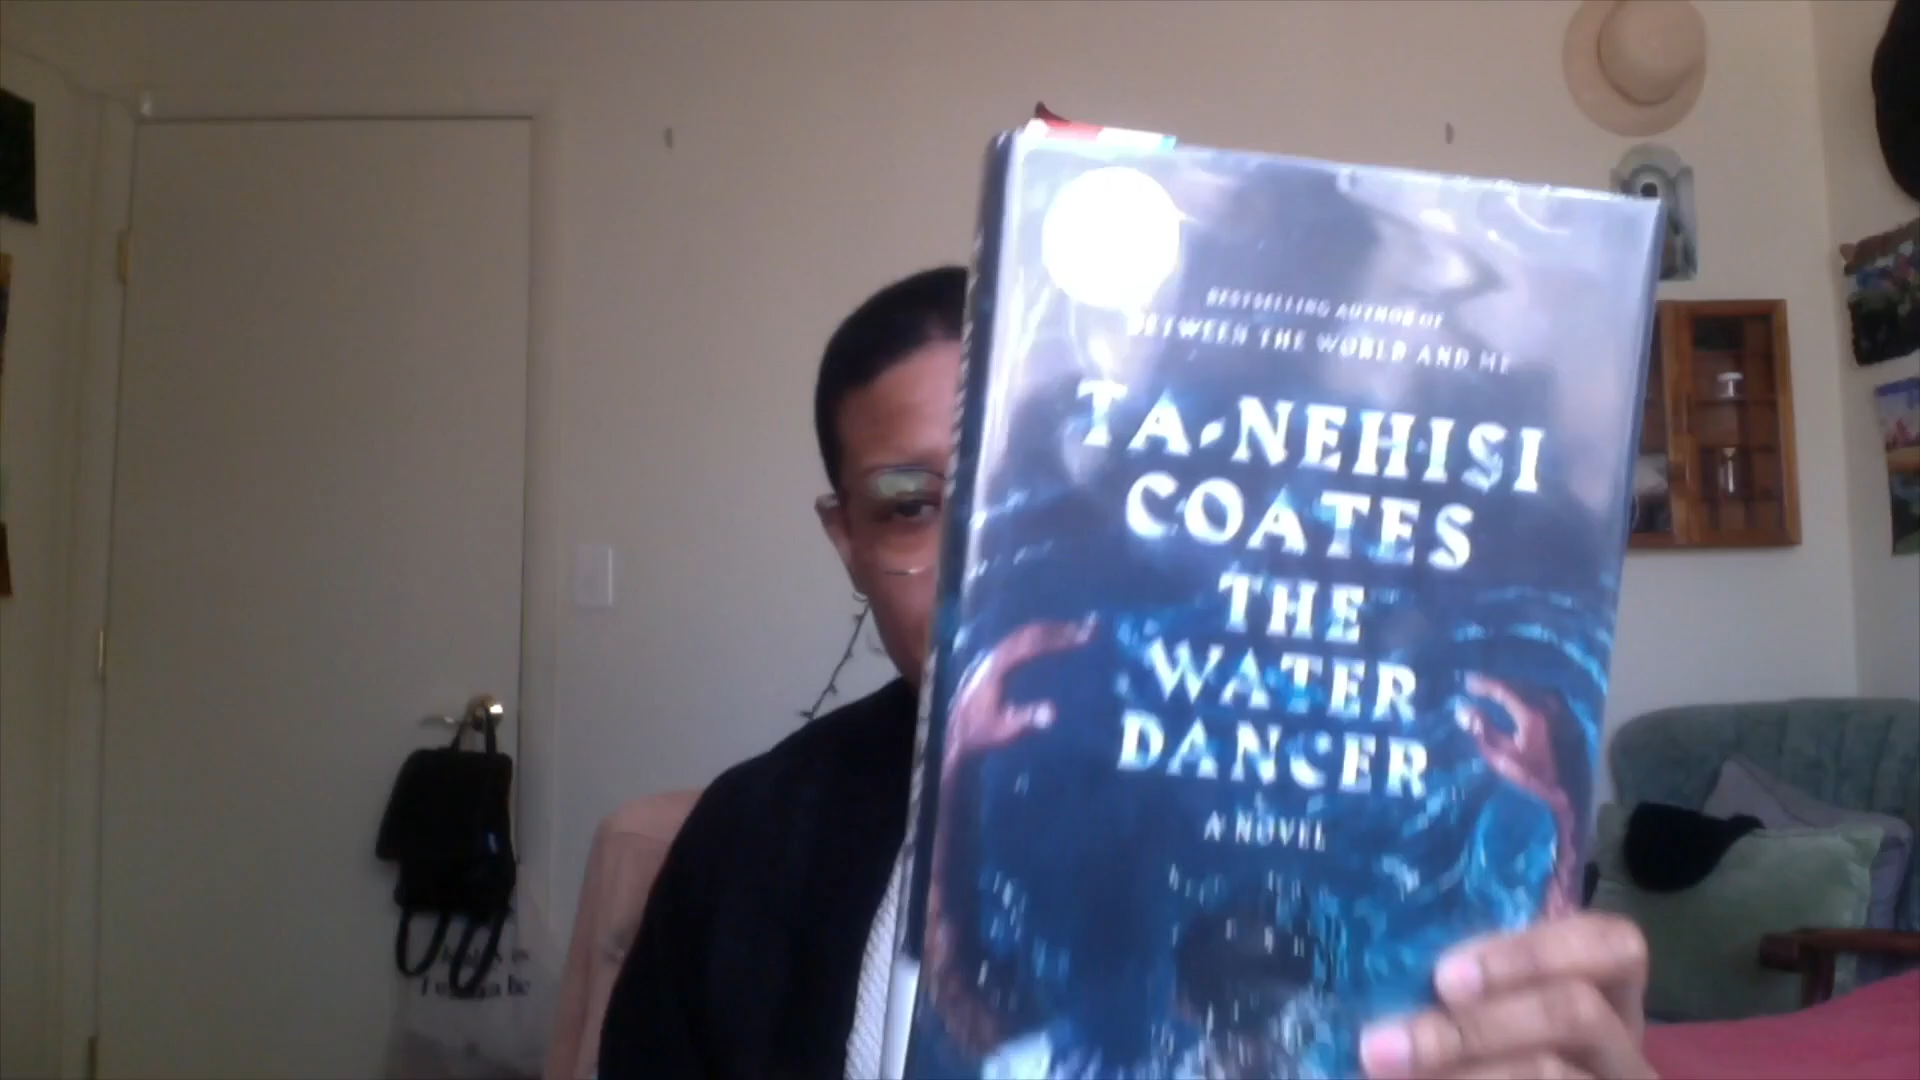 BESTSELLING AUTHOR OF
BETWEEN THE WORLD AND ME
TA-NEHISI
COATES
THE
WATER
DANCER
A NOVEL